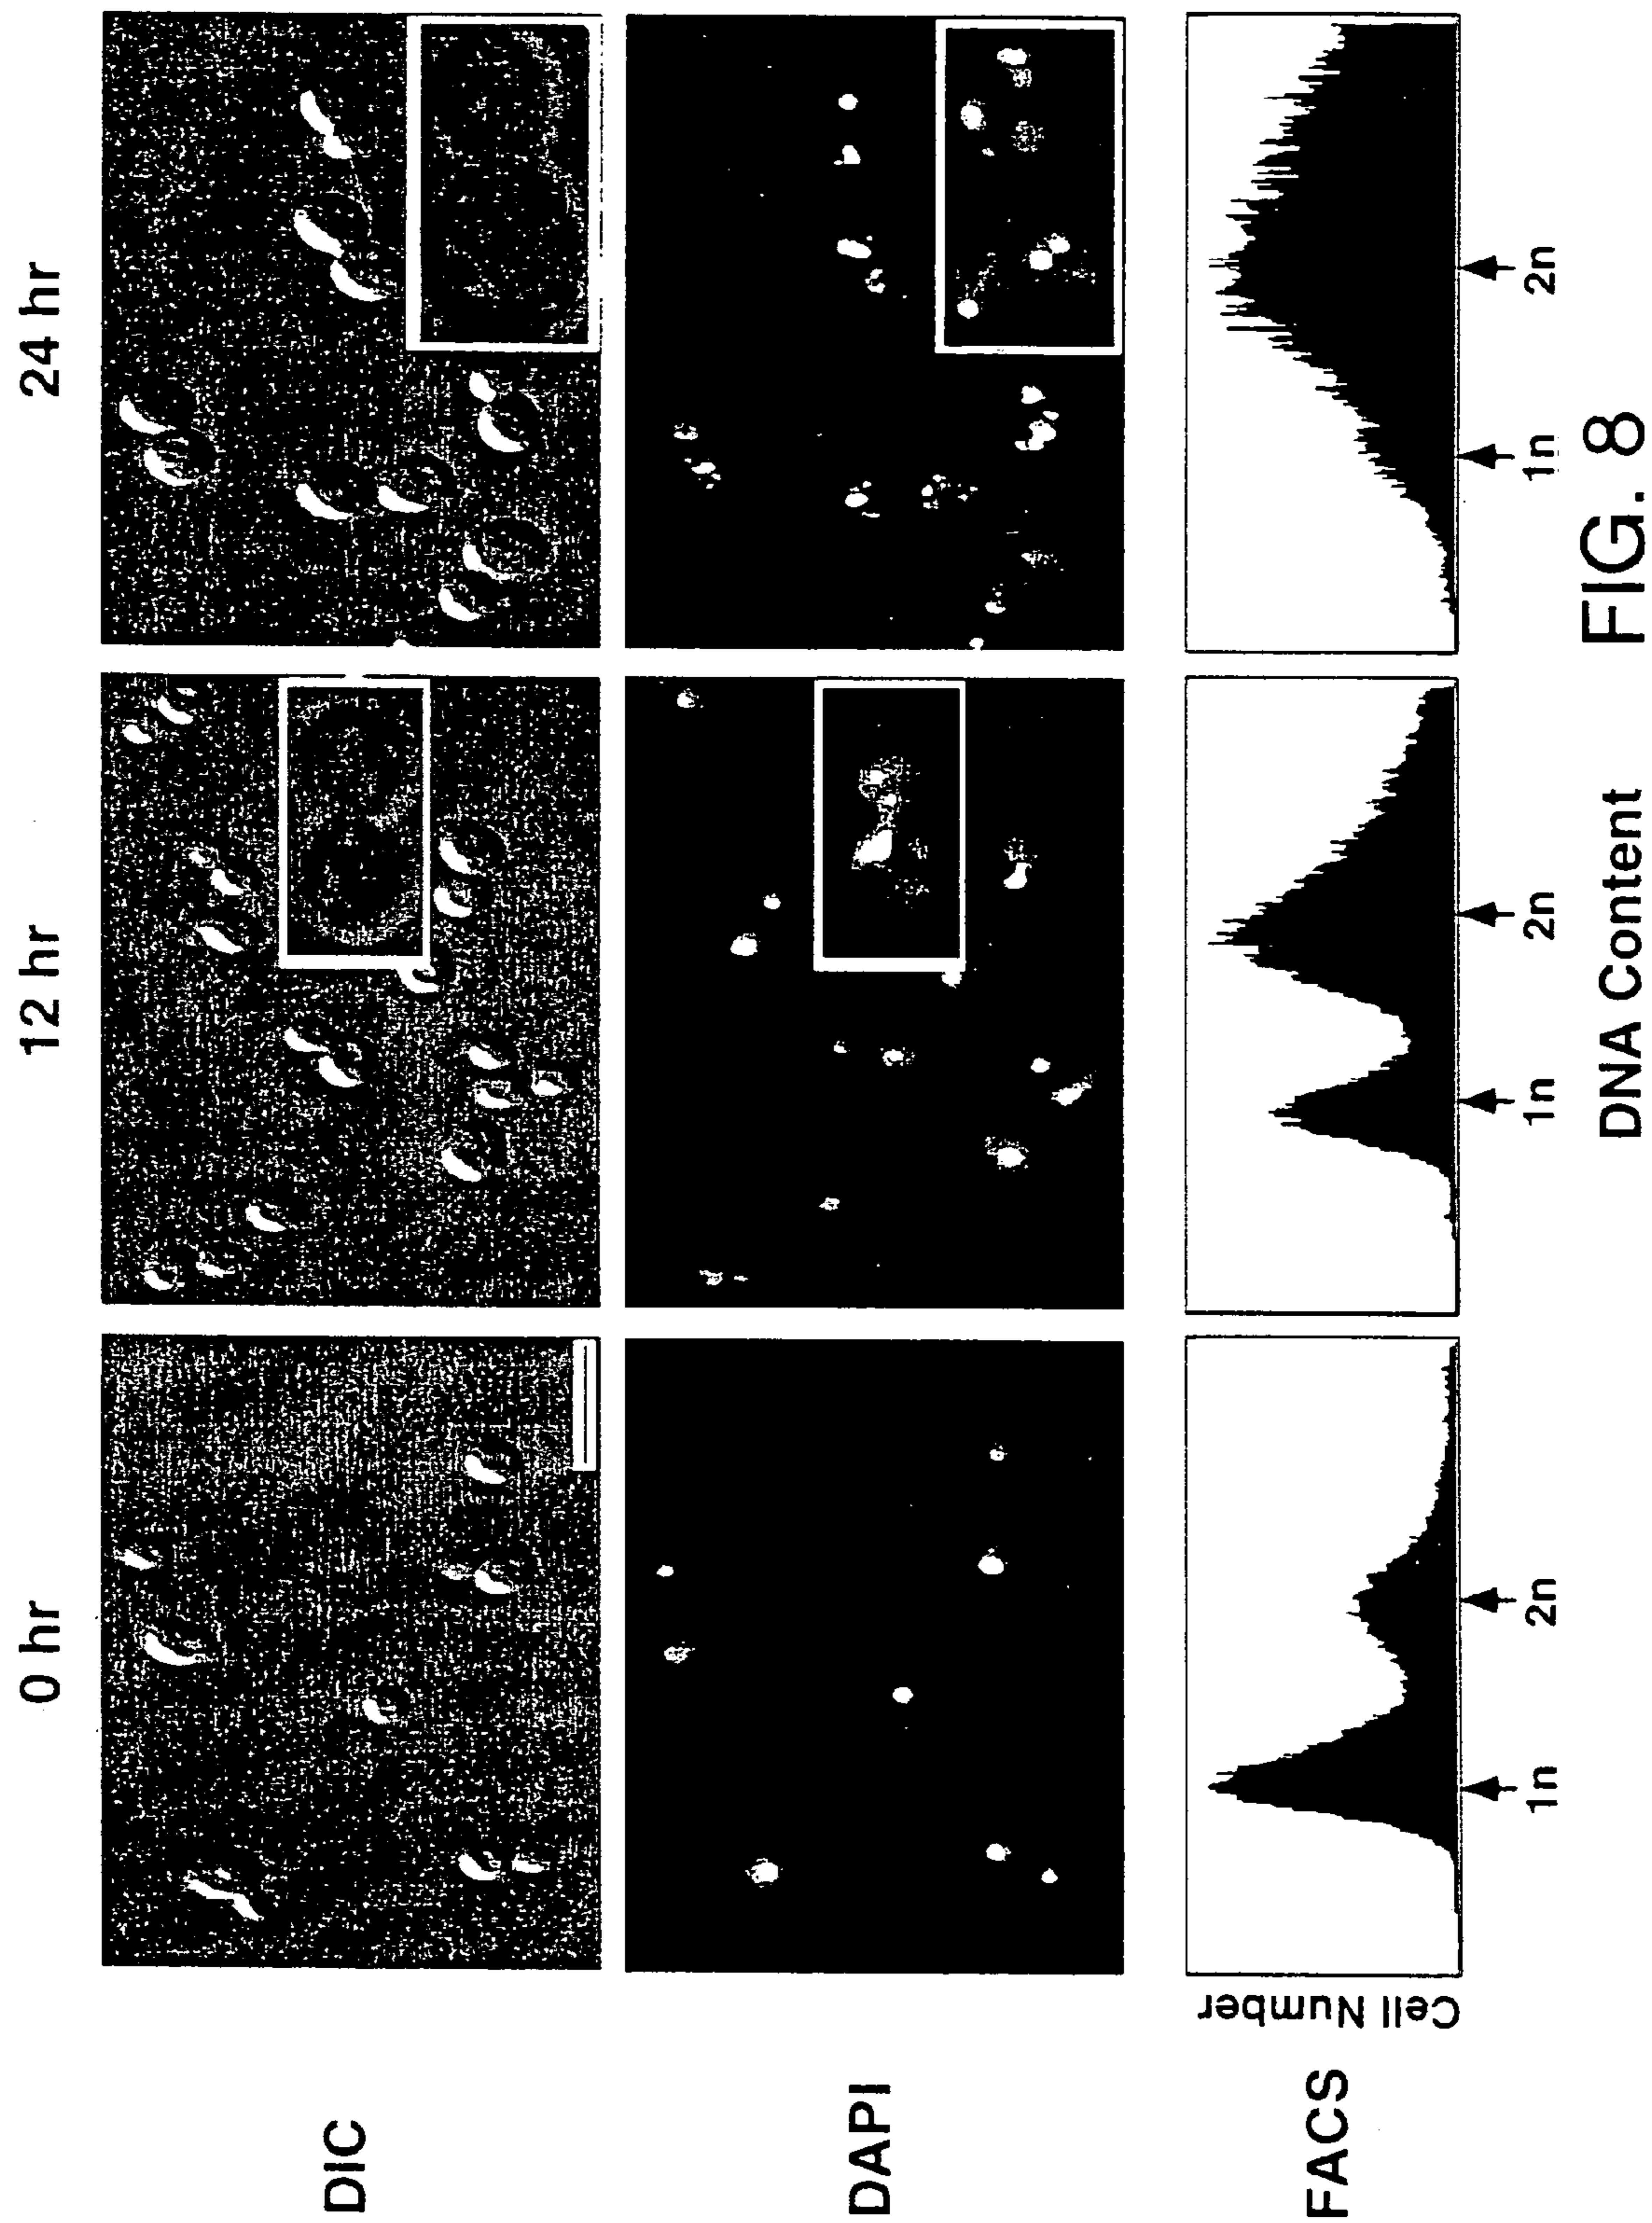 0 hr 12 hr 24 hr
DIC
DAPI
FACS
Cell Number
1n 2n 1n 2n 1n 2n
DNA Content
FIG. 8